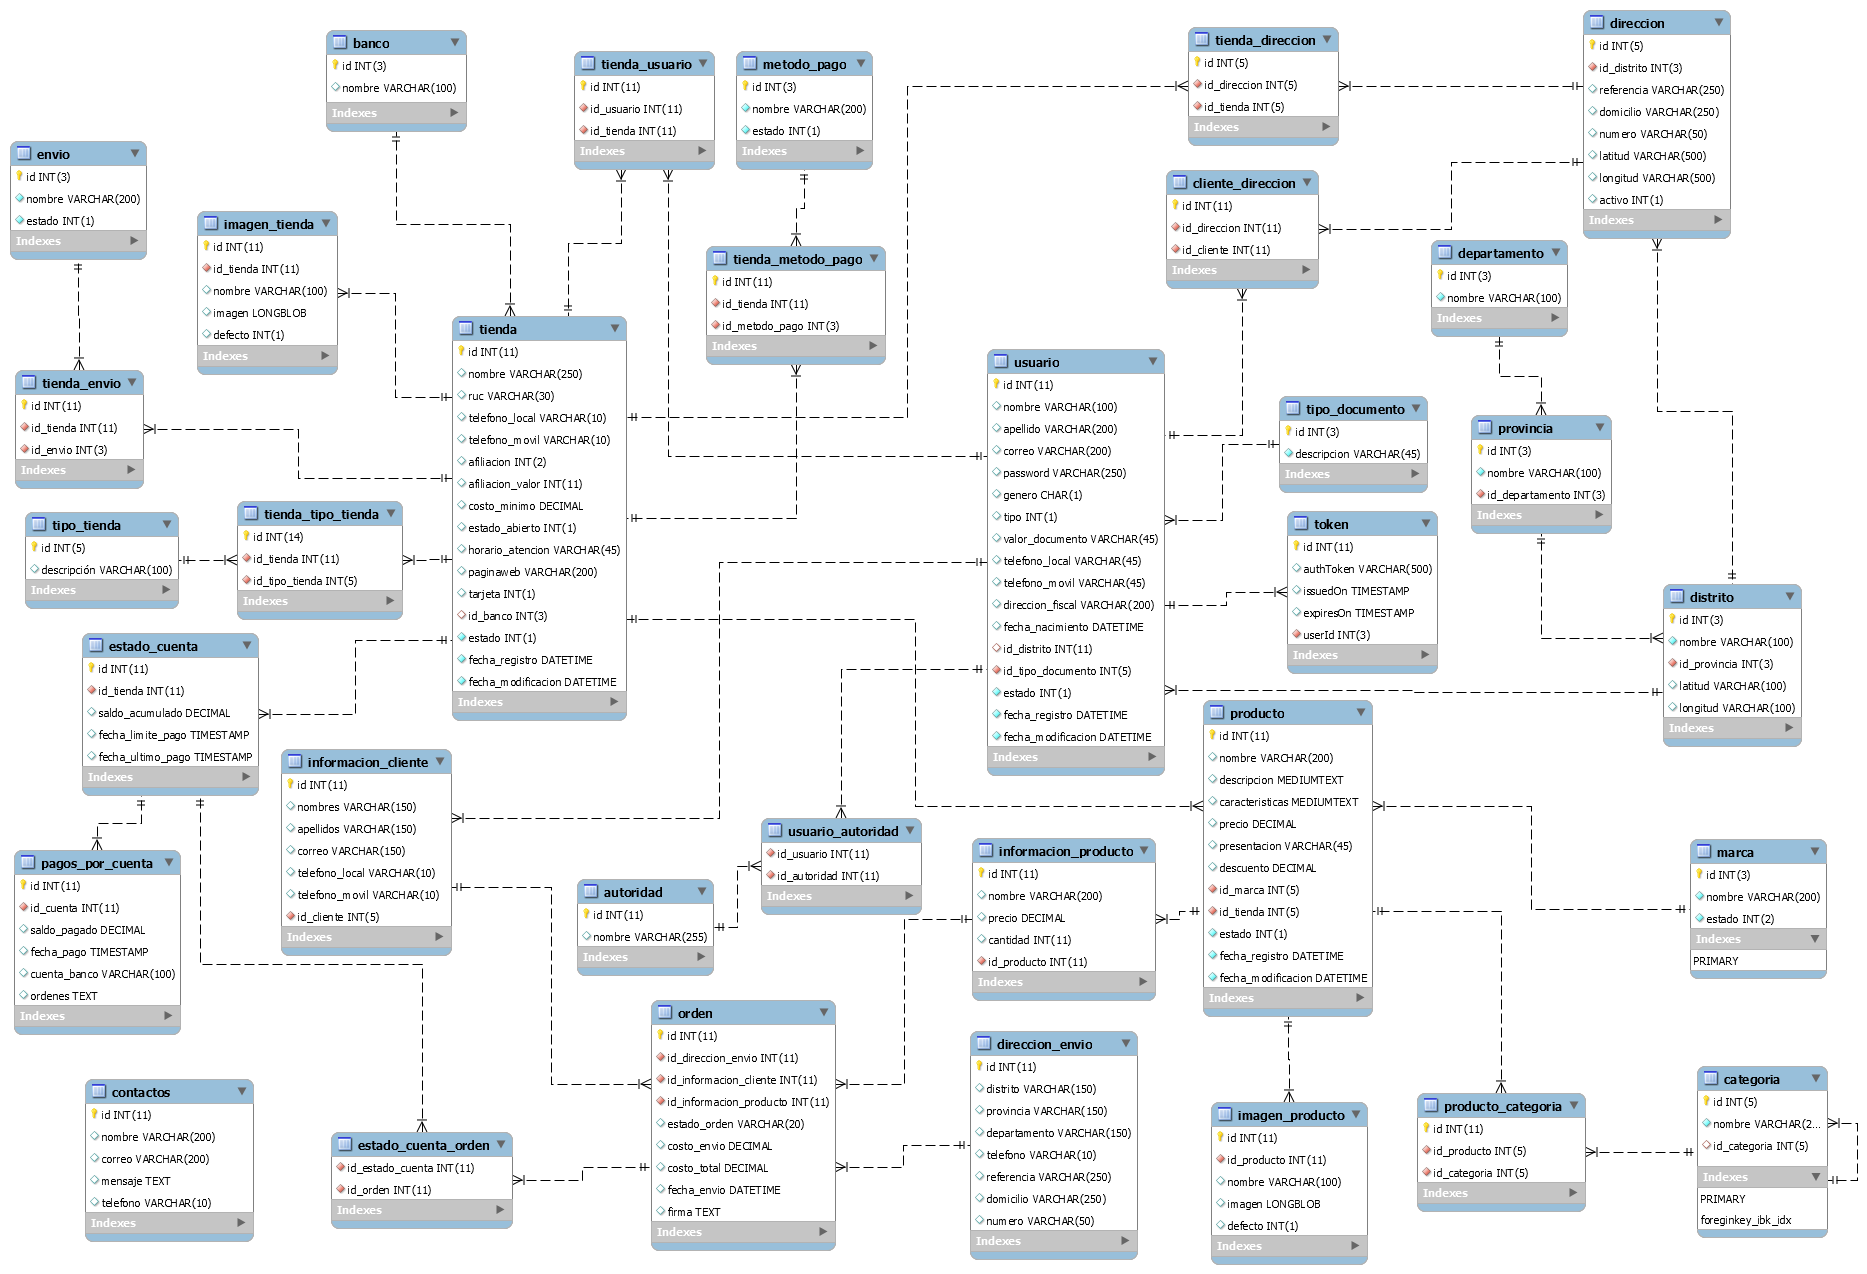 banco
id INT(3)
nombre VARCHAR(100)
Indexes
tienda_usuario
id INT(11)
id_usuario INT(11)
id_tienda INT(11)
Indexes
metodo_pago
id INT(3)
nombre VARCHAR(200)
estado INT(1)
Indexes
tienda_direccion
id INT(5)
id_direccion INT(5)
id_tienda INT(5)
Indexes
direccion
id INT(5)
id_distrito INT(3)
referencia VARCHAR(250)
domicilio VARCHAR(250)
numero VARCHAR(50)
latitud VARCHAR(500)
longitud VARCHAR(500)
activo INT(1)
Indexes
envio
id INT(3)
nombre VARCHAR(200)
estado INT(1)
Indexes
imagen_tienda
id INT(11)
id_tienda INT(11)
nombre VARCHAR(100)
imagen LONGBLOB
defecto INT(1)
Indexes
tienda_metodo_pago
id INT(11)
id_tienda INT(11)
id_metodo_pago INT(3)
Indexes
cliente_direccion
id INT(11)
id_direccion INT(11)
id_cliente INT(11)
Indexes
departamento
id INT(3)
nombre VARCHAR(100)
Indexes
tienda_envio
id INT(11)
id_tienda INT(11)
id_envio INT(3)
Indexes
tienda
id INT(11)
nombre VARCHAR(250)
ruc VARCHAR(30)
telefono_local VARCHAR(10)
telefono_movil VARCHAR(10)
afiliacion INT(2)
afiliacion_valor INT(11)
costo_minimo DECIMAL
estado_abierto INT(1)
horario_atencion VARCHAR(45)
paginaweb VARCHAR(200)
tarjeta INT(1)
id_banco INT(3)
estado INT(1)
fecha_registro DATETIME
fecha_modificacion DATETIME
Indexes
usuario
id INT(11)
nombre VARCHAR(100)
apellido VARCHAR(200)
correo VARCHAR(200)
password VARCHAR(250)
genero CHAR(1)
tipo INT(1)
valor_documento VARCHAR(45)
telefono_local VARCHAR(45)
telefono_movil VARCHAR(45)
direccion_fiscal VARCHAR(200)
fecha_nacimiento DATETIME
id_distrito INT(11)
id_tipo_documento INT(5)
estado INT(1)
fecha_registro DATETIME
fecha_modificacion DATETIME
Indexes
tipo_documento
id INT(3)
descripcion VARCHAR(45)
Indexes
provincia
id INT(3)
nombre VARCHAR(100)
id_departamento INT(3)
Indexes
tipo_tienda
id INT(5)
descripción VARCHAR(100)
Indexes
tienda_tipo_tienda
id INT(14)
id_tienda INT(11)
id_tipo_tienda INT(5)
Indexes
token
id INT(11)
authToken VARCHAR(500)
issuedOn TIMESTAMP
expiresOn TIMESTAMP
userId INT(3)
Indexes
distrito
id INT(3)
nombre VARCHAR(100)
id_provincia INT(3)
latitud VARCHAR(100)
longitud VARCHAR(100)
Indexes
estado_cuenta
id INT(11)
id_tienda INT(11)
saldo_acumulado DECIMAL
fecha_limite_pago TIMESTAMP
fecha_ultimo_pago TIMESTAMP
Indexes
informacion_cliente
id INT(11)
nombres VARCHAR(150)
apellidos VARCHAR(150)
correo VARCHAR(150)
telefono_local VARCHAR(10)
telefono_movil VARCHAR(10)
id_cliente INT(5)
Indexes
producto
id INT(11)
nombre VARCHAR(200)
descripcion MEDIUMTEXT
caracteristicas MEDIUMTEXT
precio DECIMAL
presentacion VARCHAR(45)
descuento DECIMAL
id_marca INT(5)
id_tienda INT(5)
estado INT(1)
fecha_registro DATETIME
fecha_modificacion DATETIME
Indexes
usuario_autoridad
id_usuario INT(11)
id_autoridad INT(11)
Indexes
informacion_producto
id INT(11)
nombre VARCHAR(200)
precio DECIMAL
cantidad INT(11)
id_producto INT(11)
Indexes
marca
id INT(3)
nombre VARCHAR(200)
estado INT(2)
Indexes
PRIMARY
pagos_por_cuenta
id INT(11)
id_cuenta INT(11)
saldo_pagado DECIMAL
fecha_pago TIMESTAMP
cuenta_banco VARCHAR(100)
ordenes TEXT
Indexes
autoridad
id INT(11)
nombre VARCHAR(255)
Indexes
orden
id INT(11)
id_direccion_envio INT(11)
id_informacion_cliente INT(11)
id_informacion_producto INT(11)
estado_orden VARCHAR(20)
costo_envio DECIMAL
costo_total DECIMAL
fecha_envio DATETIME
firma TEXT
Indexes
direccion_envio
id INT(11)
distrito VARCHAR(150)
provincia VARCHAR(150)
departamento VARCHAR(150)
telefono VARCHAR(10)
referencia VARCHAR(250)
domicilio VARCHAR(250)
numero VARCHAR(50)
Indexes
contactos
id INT(11)
nombre VARCHAR(200)
correo VARCHAR(200)
mensaje TEXT
telefono VARCHAR(10)
Indexes
estado_cuenta_orden
id_estado_cuenta INT(11)
id_orden INT(11)
Indexes
imagen_producto
id INT(11)
id_producto INT(11)
nombre VARCHAR(100)
imagen LONGBLOB
defecto INT(1)
Indexes
producto_categoria
id INT(11)
id_producto INT(5)
id_categoria INT(5)
Indexes
categoria
id INT(5)
nombre VARCHAR(2...
id_categoria INT(5)
Indexes
PRIMARY
foreginkey_ibk_idx